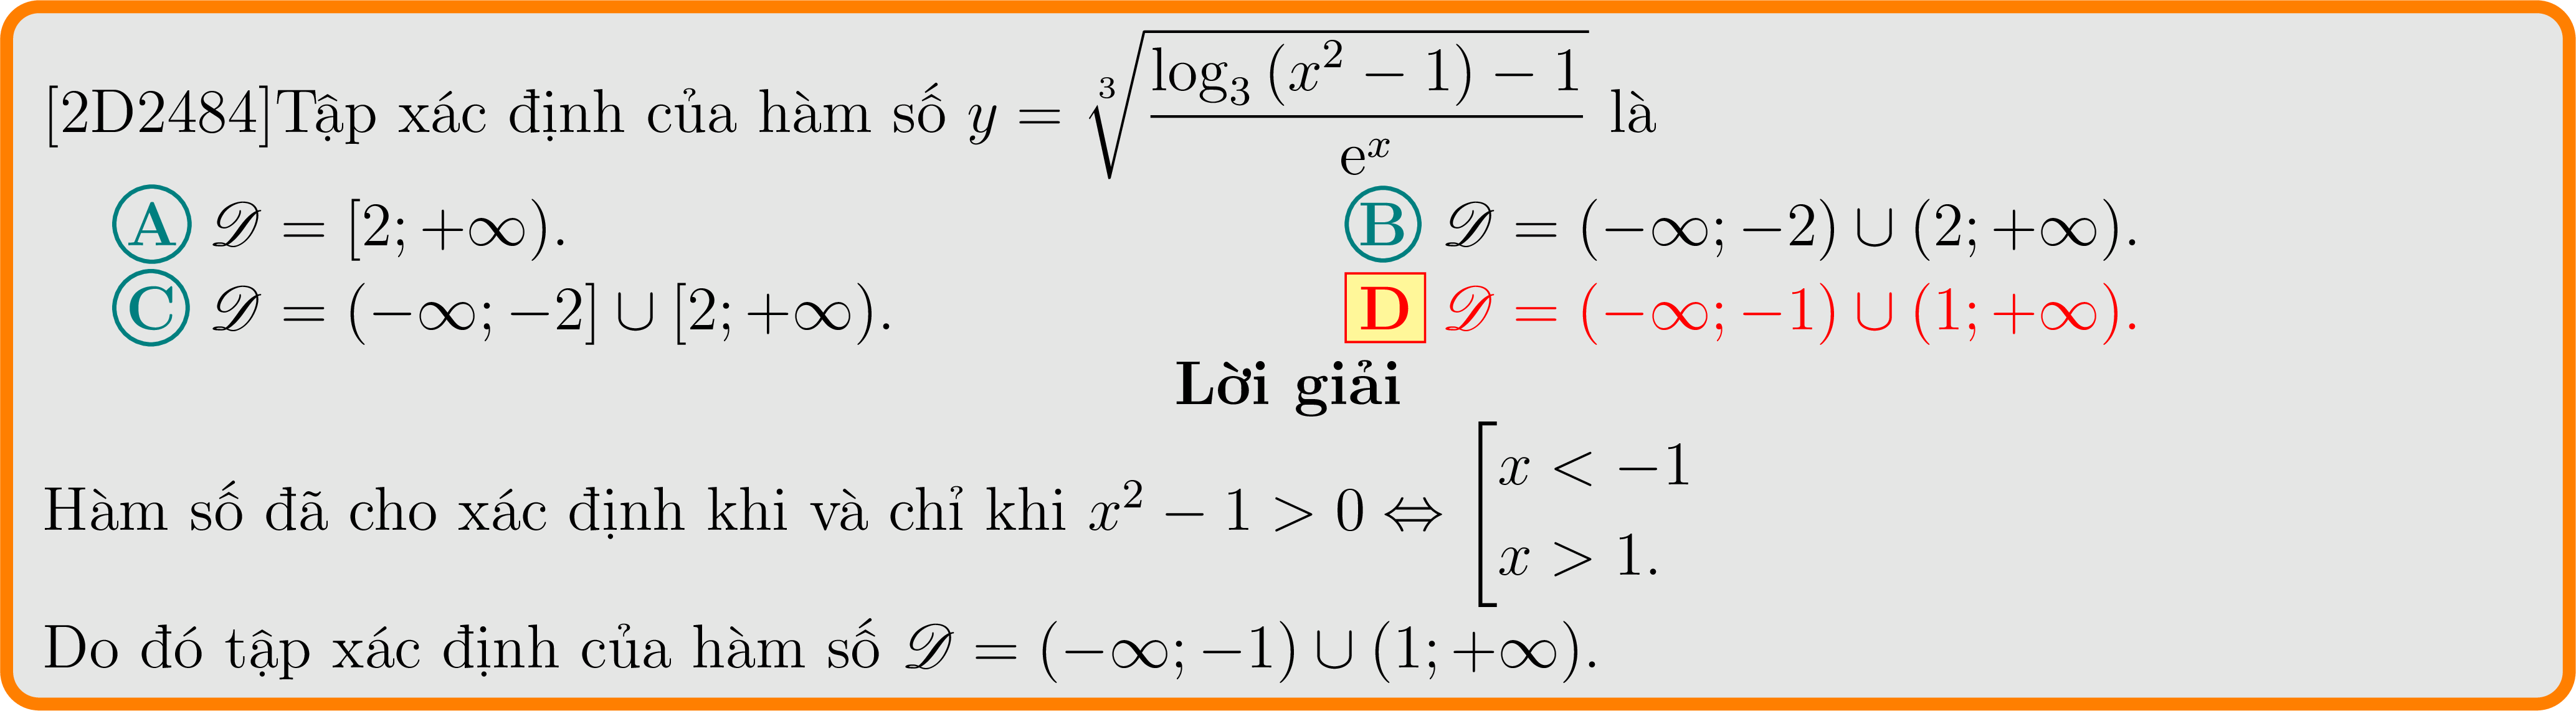 [2D2484]Tập xác định của hàm số $y = \sqrt[3]{\dfrac{\log_3 (x^2 - 1) - 1}{\mathrm{e}^x}}$ là
A $\mathscr{D} = [2; +\infty)$. B $\mathscr{D} = (-\infty; -2) \cup (2; +\infty)$.
C $\mathscr{D} = (-\infty; -2] \cup [2; +\infty)$. D $\mathscr{D} = (-\infty; -1) \cup (1; +\infty)$.
Lời giải
Hàm số đã cho xác định khi và chỉ khi $x^2 - 1 > 0 \Leftrightarrow \left[\begin{array}{l} x < -1 \\ x > 1. \end{array}\right.$
Do đó tập xác định của hàm số $\mathscr{D} = (-\infty; -1) \cup (1; +\infty)$.